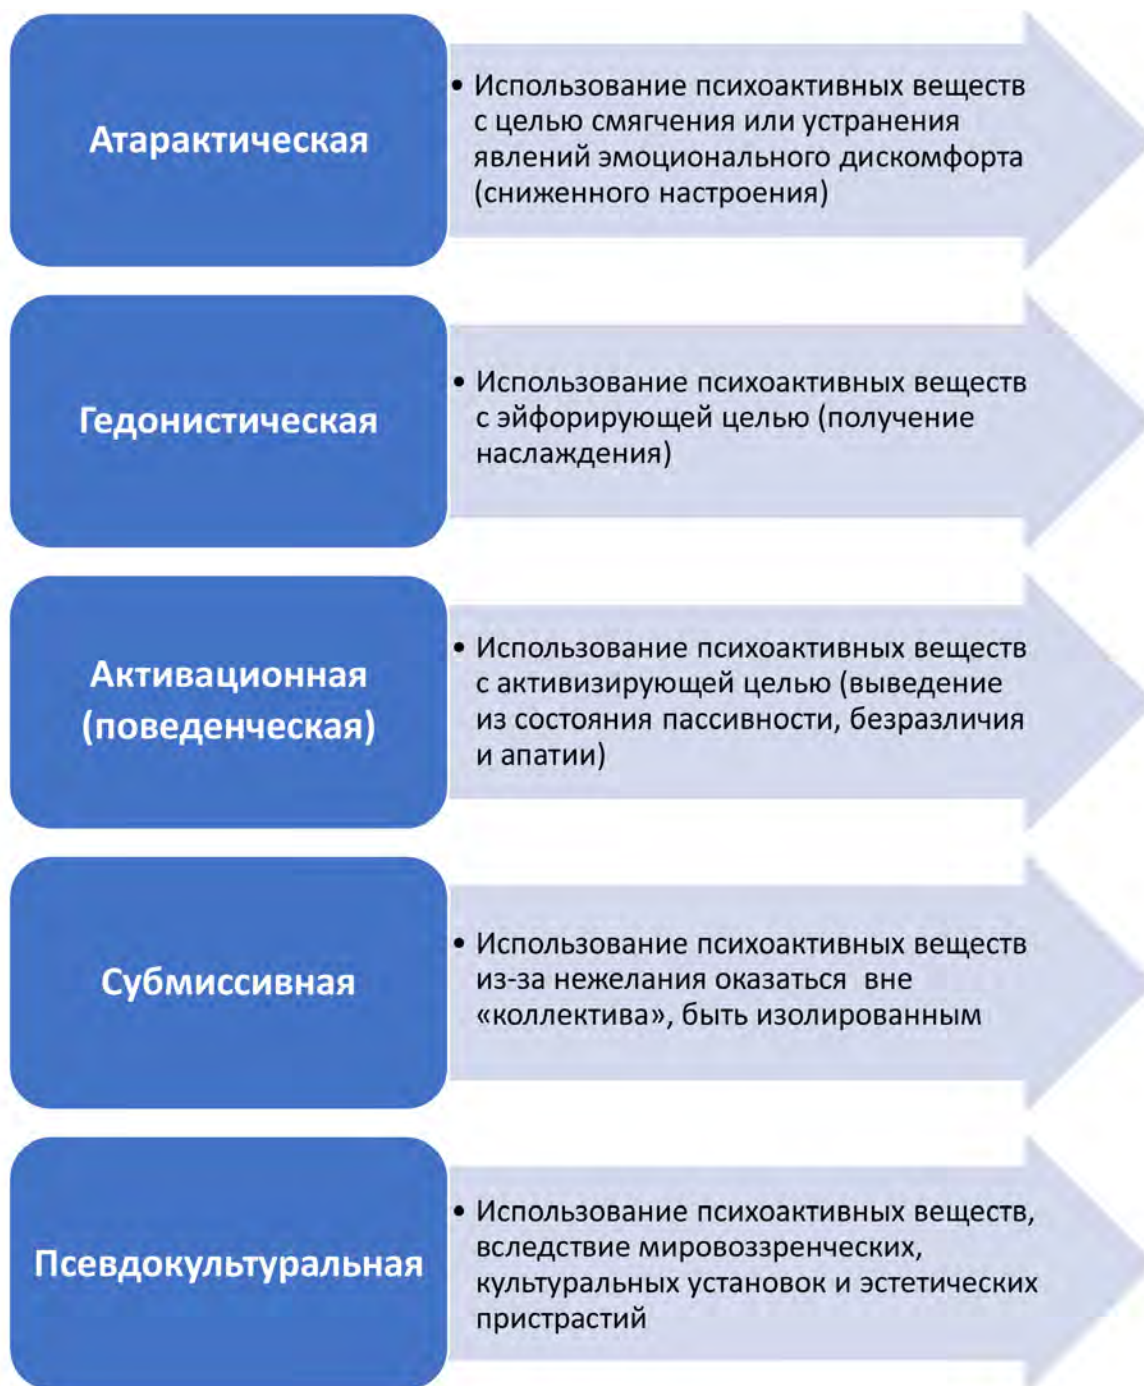 Атарактическая
• Использование психоактивных веществ
с целью смягчения или устранения
явлений эмоционального дискомфорта
(сниженного настроения)
Гедонистическая
• Использование психоактивных веществ
с эйфорирующей целью (получение
наслаждения)
Активационная
(поведенческая)
• Использование психоактивных веществ
с активизирующей целью (выведение
из состояния пассивности, безразличия
и апатии)
Субмиссивная
• Использование психоактивных веществ
из-за нежелания оказаться вне
«коллектива», быть изолированным
Псевдокультуральная
• Использование психоактивных веществ,
вследствие мировоззренческих,
культуральных установок и эстетических
пристрастий